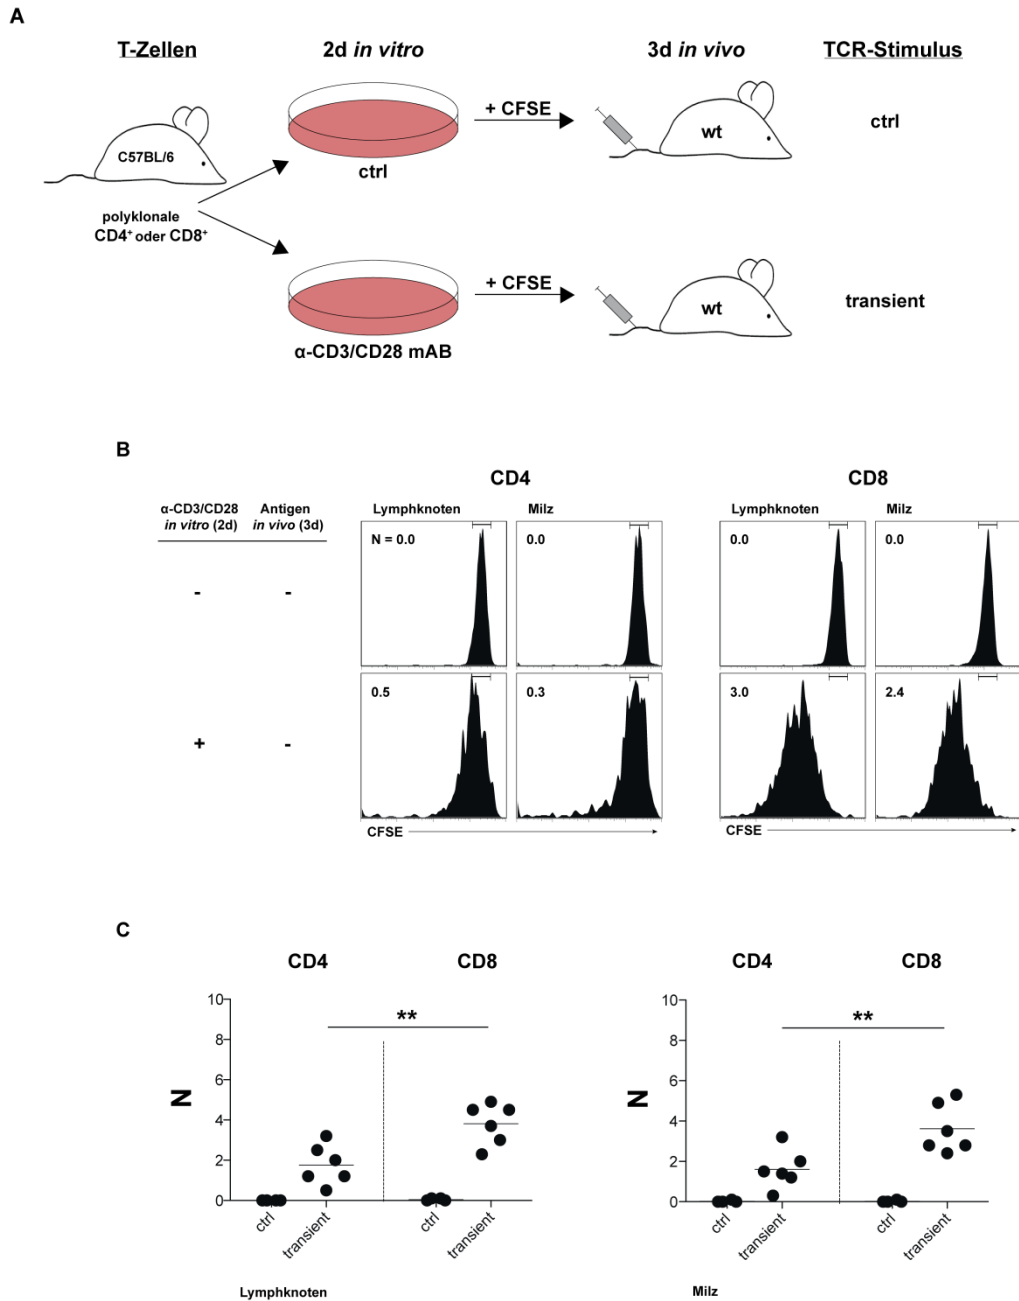 A
T-Zellen
2d in vitro
3d in vivo
TCR-Stimulus
C57BL/6
polyklonale
CD4⁺ oder CD8⁺
ctrl
+ CFSE
wt
ctrl
α-CD3/CD28 mAB
+ CFSE
wt
transient
B
CD4
CD8
α-CD3/CD28
in vitro (2d)
Antigen
in vivo (3d)
Lymphknoten
Milz
Lymphknoten
Milz
- -
N = 0.0
0.0
0.0
0.0
+ -
0.5
0.3
3.0
2.4
CFSE
CFSE
C
CD4
CD8
**
N
10
8
6
4
2
0
ctrl
transient
ctrl
transient
Lymphknoten
CD4
CD8
**
N
10
8
6
4
2
0
ctrl
transient
ctrl
transient
Milz